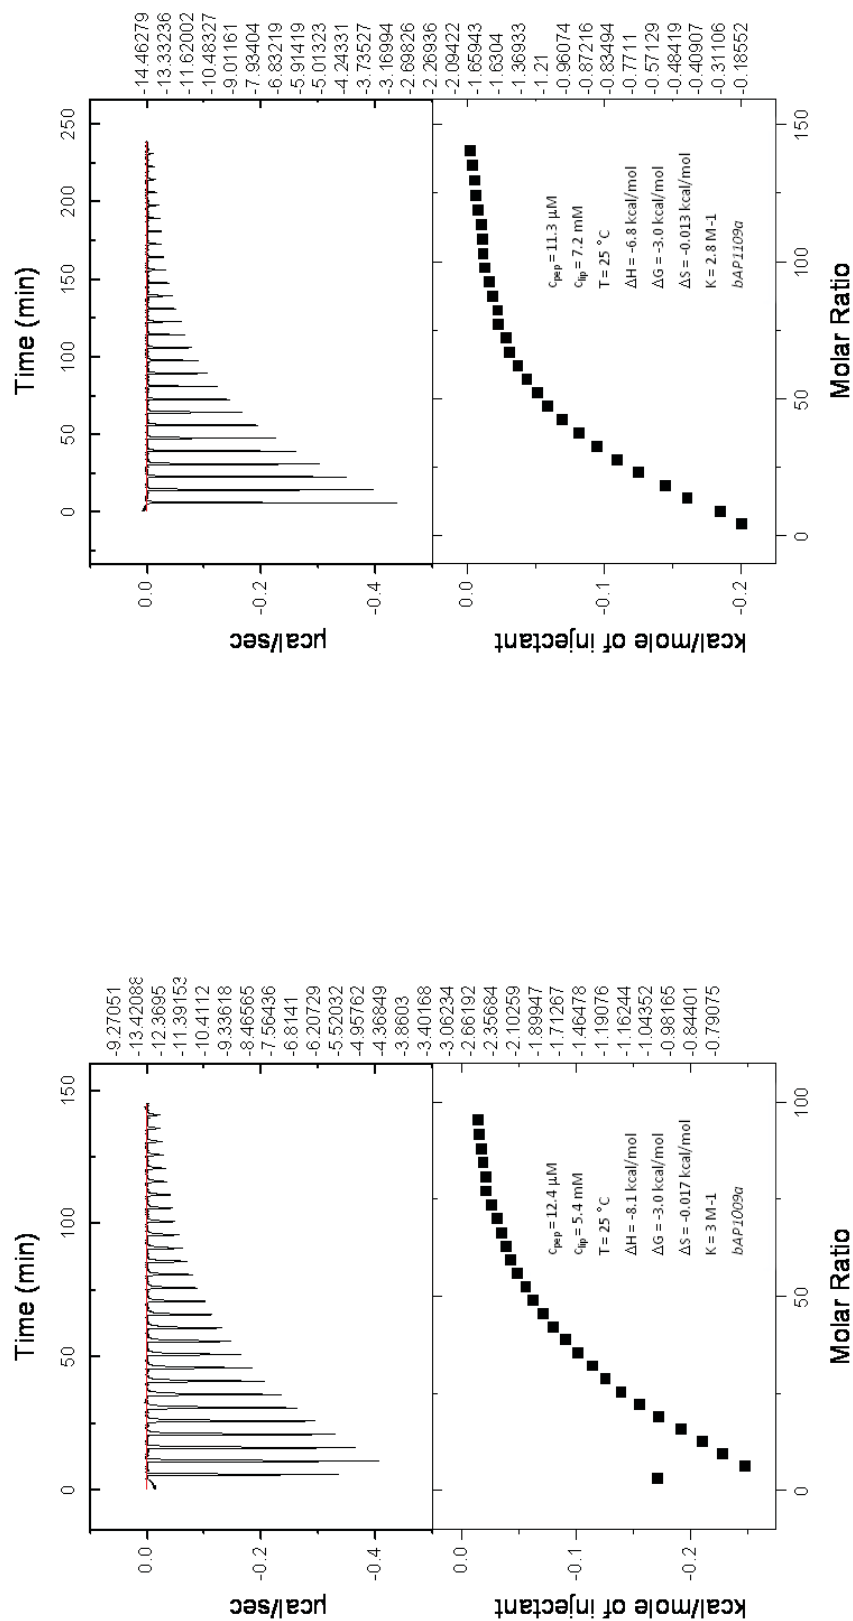 Time (min)
0 50 100 150
0.0
-0.2
-0.4
µcal/sec
0.0
-0.1
-0.2
kcal/mole of injectant
0 50 100
Molar Ratio
c_pep = 12.4 µM
c_lip = 5.4 mM
T = 25 °C
ΔH = -8.1 kcal/mol
ΔG = -3.0 kcal/mol
ΔS = -0.017 kcal/mol
K = 3 M-1
bAP1009a
-9.27051
-13.42088
-12.3695
-11.39153
-10.4112
-9.33618
-8.46565
-7.56436
-6.8141
-6.20729
-5.52032
-4.95762
-4.36849
-3.8603
-3.40168
-3.06234
-2.66192
-2.35684
-2.10259
-1.89947
-1.71267
-1.46478
-1.19076
-1.16244
-1.04352
-0.98165
-0.84401
-0.79075
Time (min)
0 50 100 150 200 250
0.0
-0.2
-0.4
µcal/sec
0.0
-0.1
-0.2
kcal/mole of injectant
0 50 100 150
Molar Ratio
c_pep = 11.3 µM
c_lip = 7.2 mM
T = 25 °C
ΔH = -6.8 kcal/mol
ΔG = -3.0 kcal/mol
ΔS = -0.013 kcal/mol
K = 2.8 M-1
bAP1109a
-14.46279
-13.33236
-11.62002
-10.48327
-9.01161
-7.93404
-6.83219
-5.91419
-5.01323
-4.24331
-3.73527
-3.16994
-2.69826
-2.26936
-2.09422
-1.65943
-1.6304
-1.36933
-1.21
-0.96074
-0.87216
-0.83494
-0.7711
-0.57129
-0.48419
-0.40907
-0.31106
-0.18552